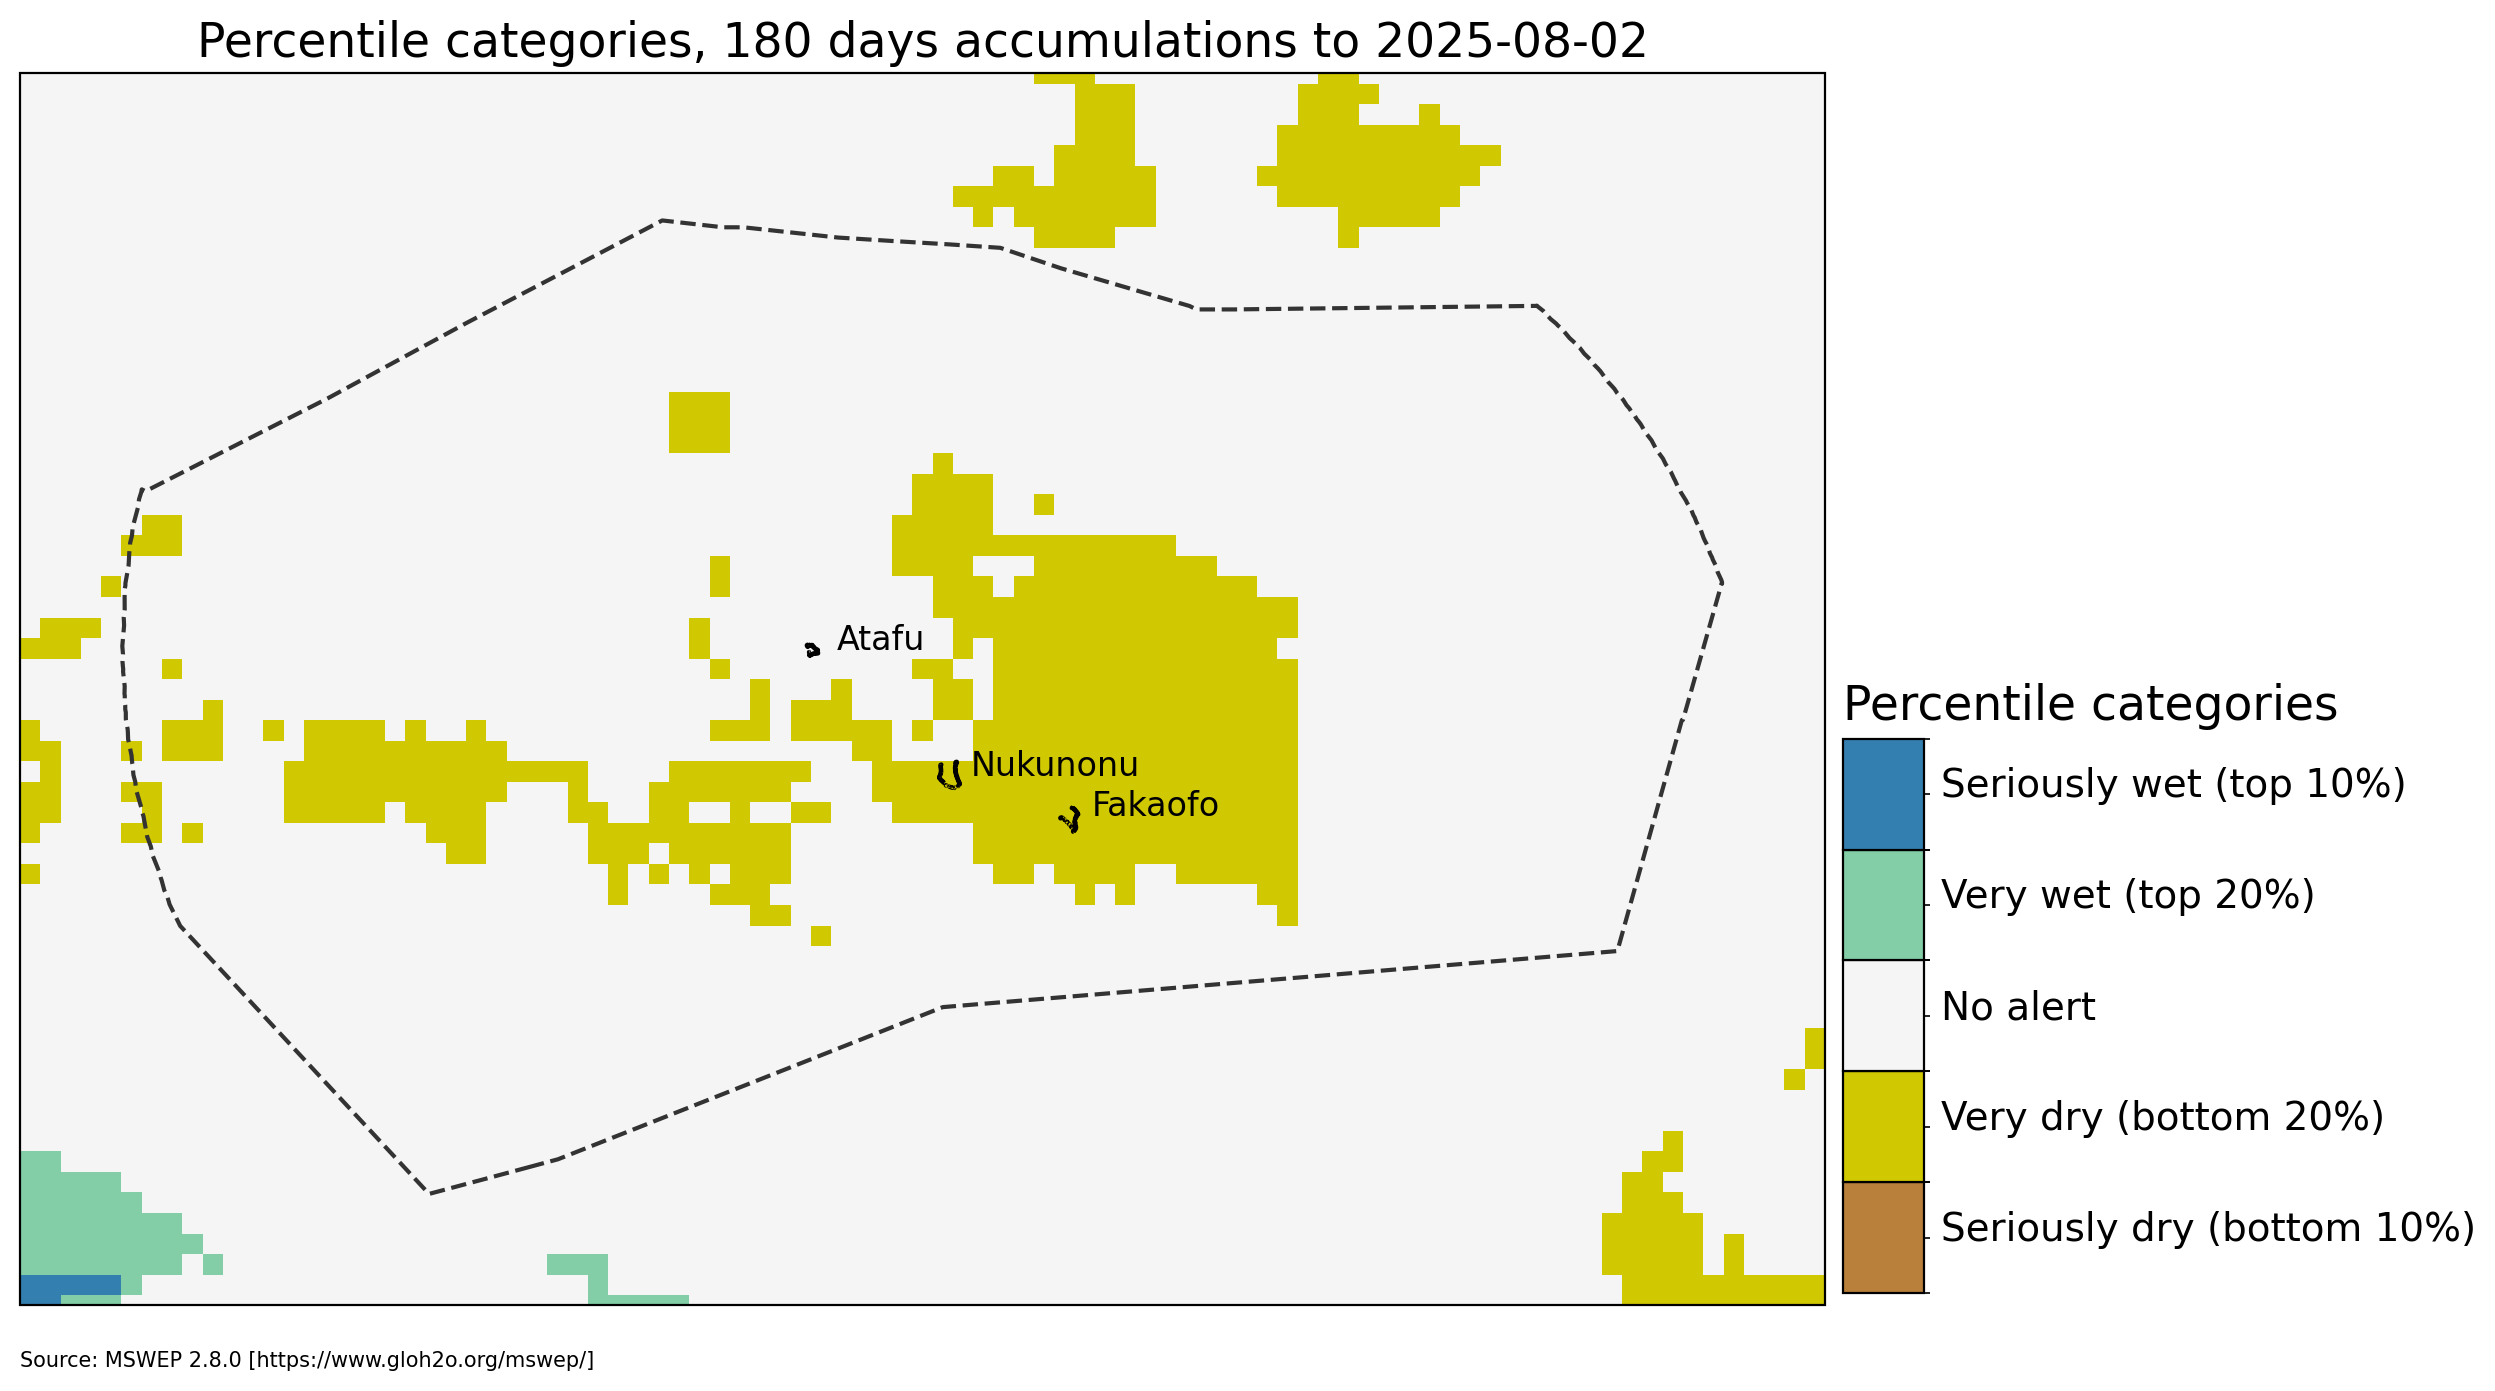 Percentile categories, 180 days accumulations to 2025-08-02
Atafu
Nukunonu
Fakaofo
Percentile categories
Seriously wet (top 10%)
Very wet (top 20%)
No alert
Very dry (bottom 20%)
Seriously dry (bottom 10%)
Source: MSWEP 2.8.0 [https://www.gloh2o.org/mswep/]